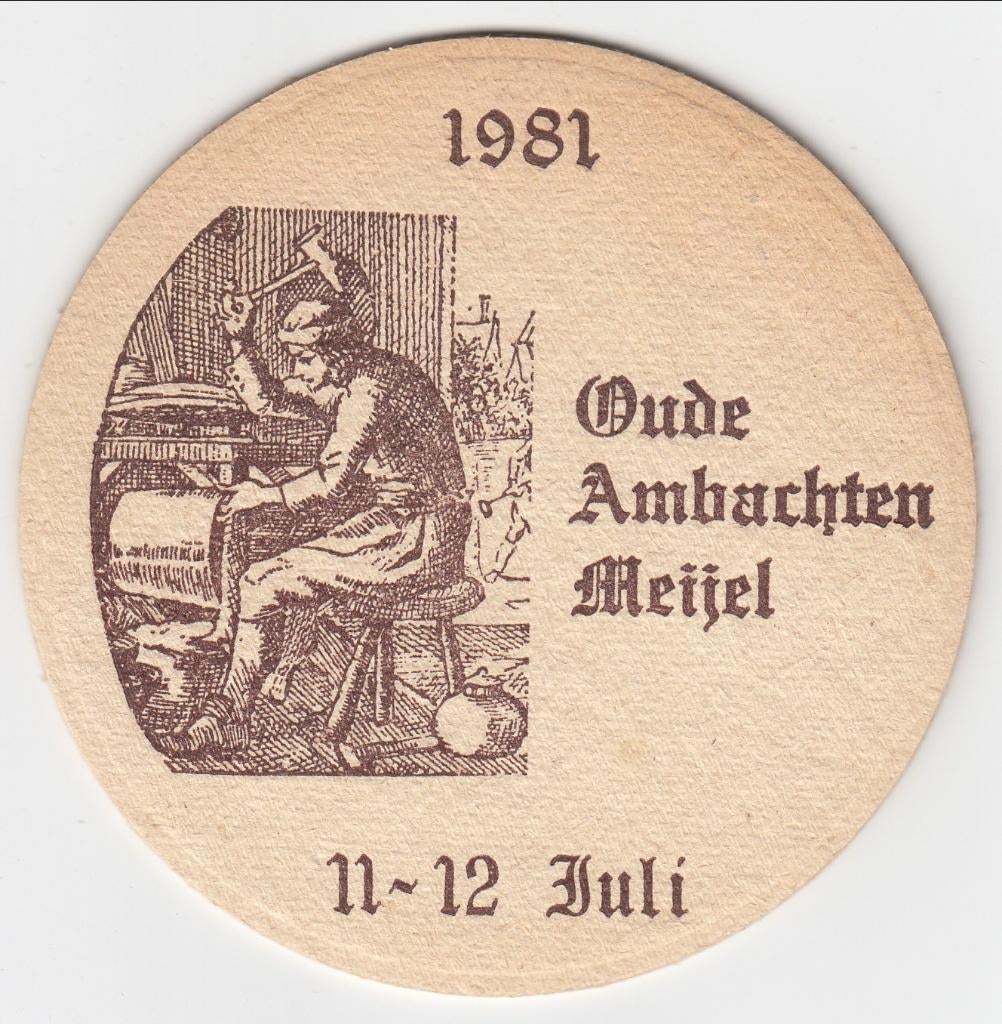 1981
Oude
Ambachten
Meijel
11-12 Juli